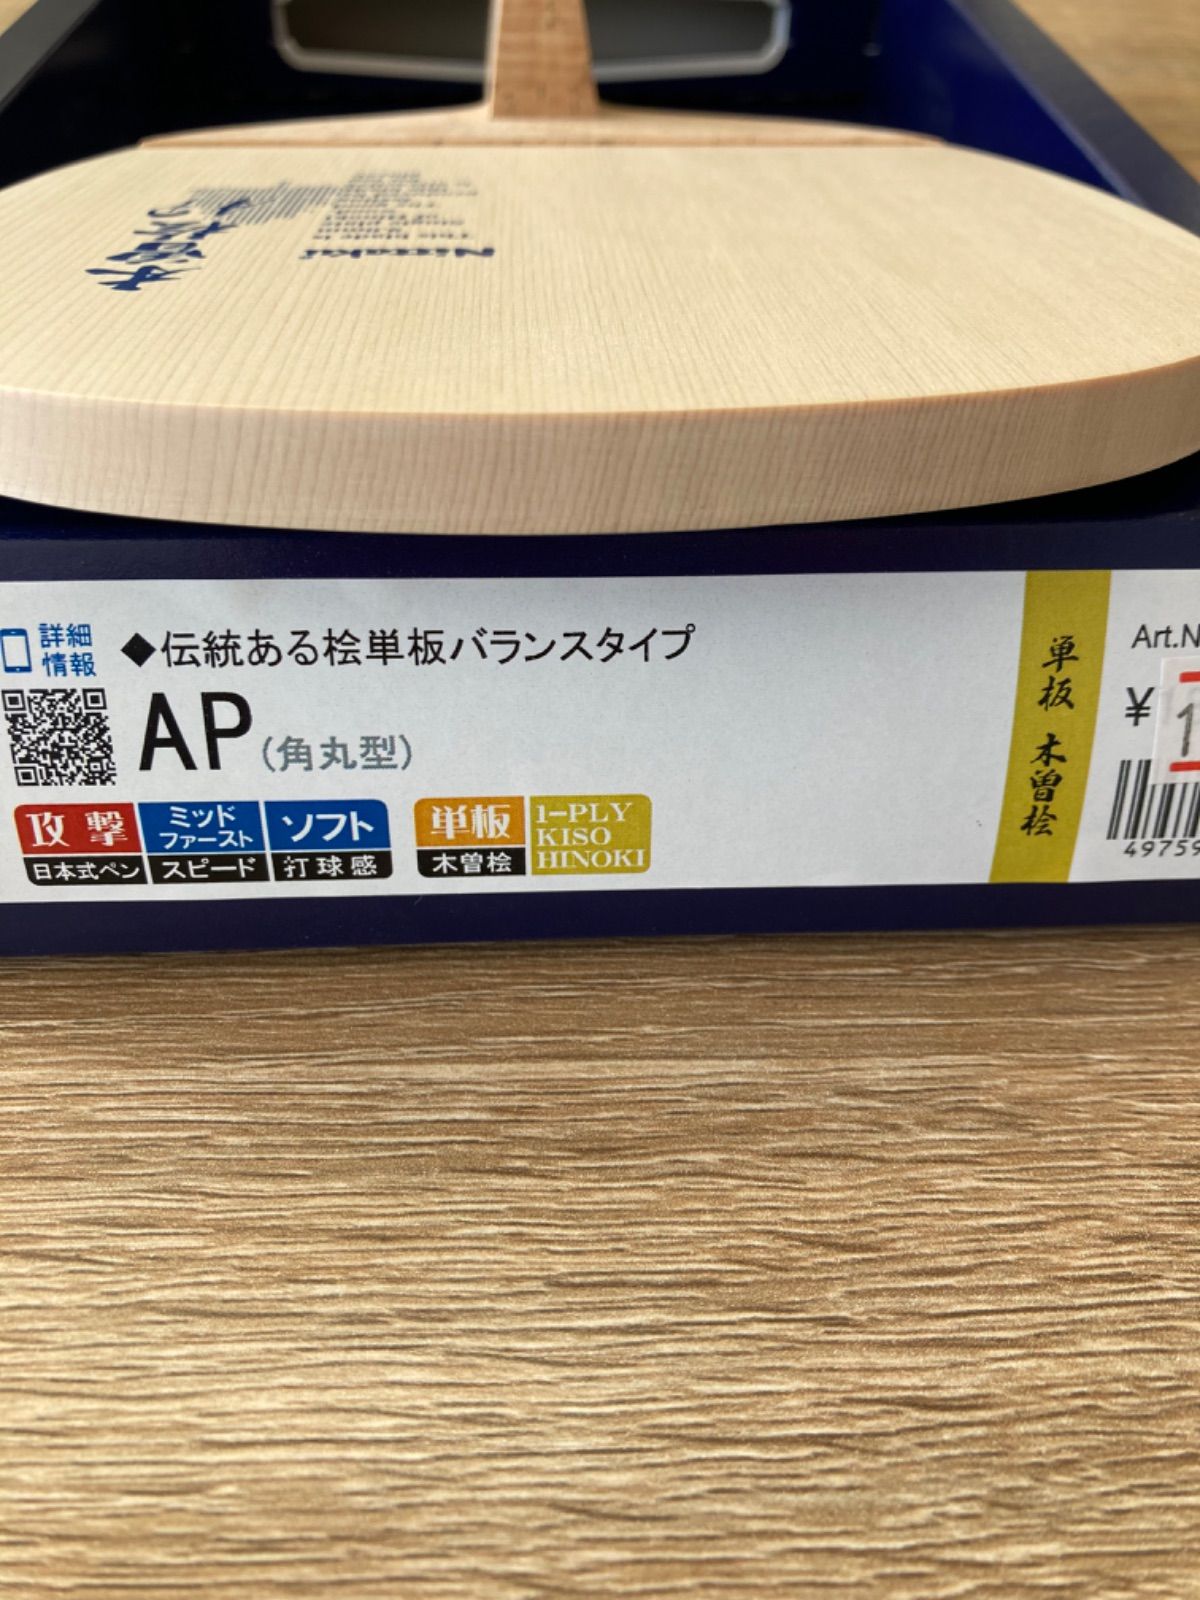 Nittaku
木曽檜
詳細
情報
◆伝統ある桧単板バランスタイプ
AP(角丸型)
攻撃
日本式ペン
ミッド
ファースト
スピード
ソフト
打球感
単板
木曽桧
1-PLY
KISO
HINOKI
単板 木曽桧
Art.N
¥
1
49759